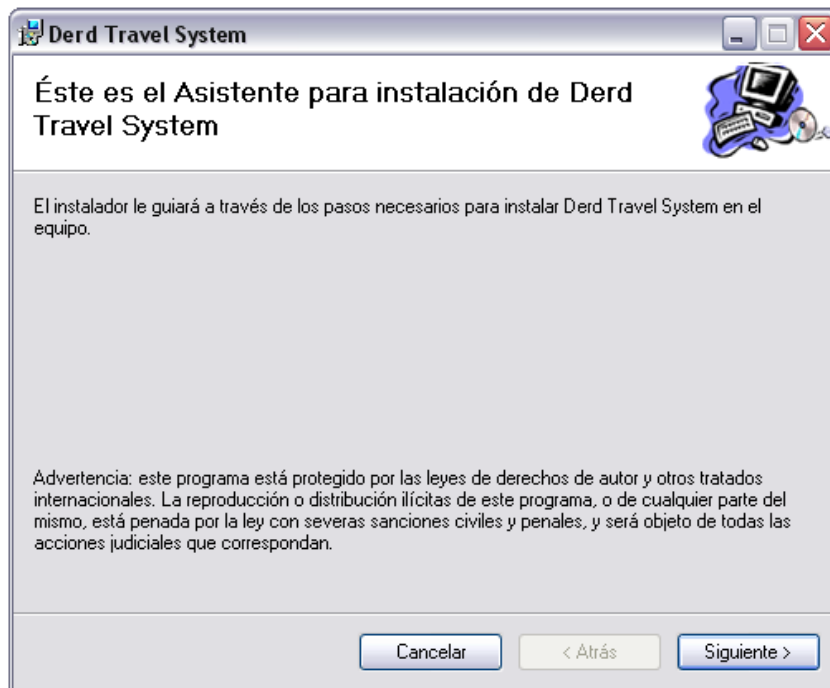 Derd Travel System
Éste es el Asistente para instalación de Derd
Travel System
El instalador le guiará a través de los pasos necesarios para instalar Derd Travel System en el
equipo.
Advertencia: este programa está protegido por las leyes de derechos de autor y otros tratados
internacionales. La reproducción o distribución ilícitas de este programa, o de cualquier parte del
mismo, está penada por la ley con severas sanciones civiles y penales, y será objeto de todas las
acciones judiciales que correspondan.
Cancelar < Atrás Siguiente >